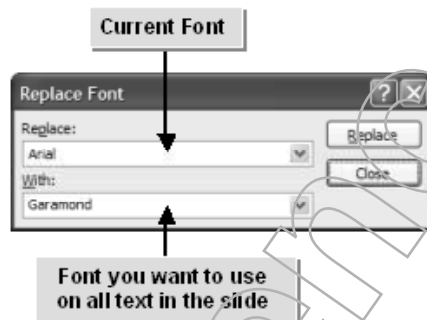 Current Font
Replace Font
Replace:
Replace
Arial
With:
Close
Garamond
Font you want to use
on all text in the slide